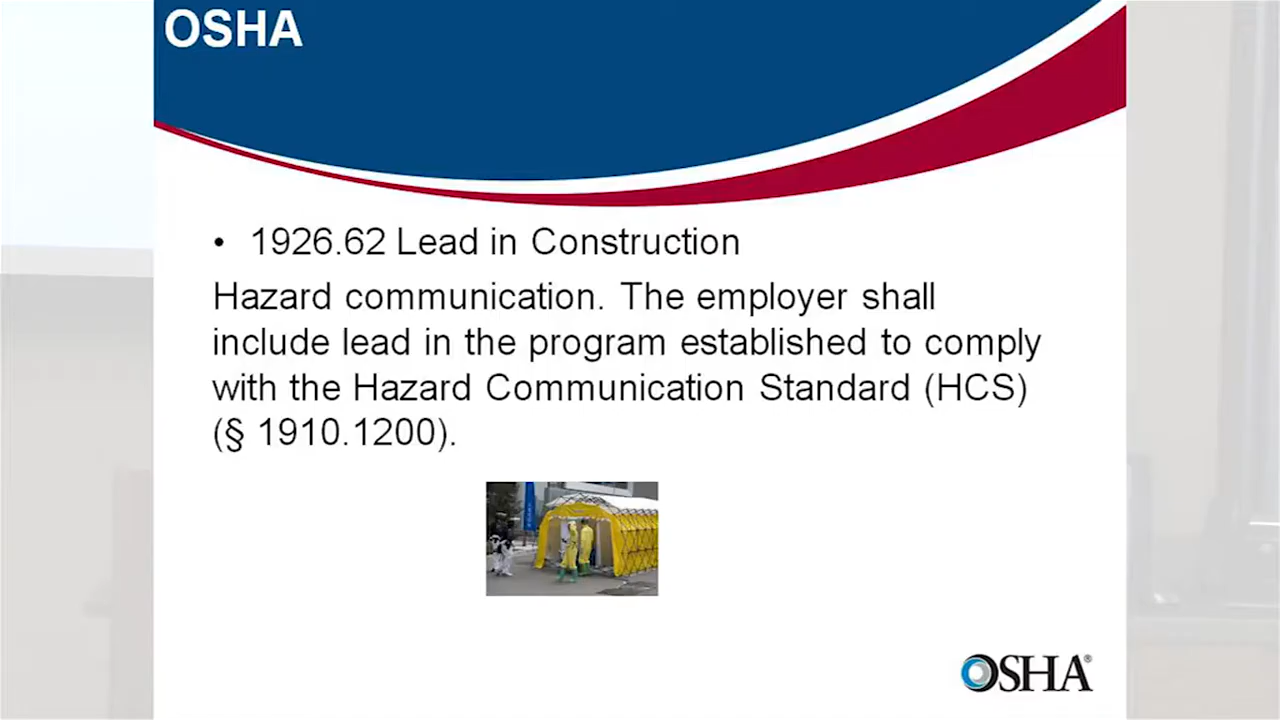 OSHA
• 1926.62 Lead in Construction
Hazard communication. The employer shall
include lead in the program established to comply
with the Hazard Communication Standard (HCS)
(§ 1910.1200).
OSHA®